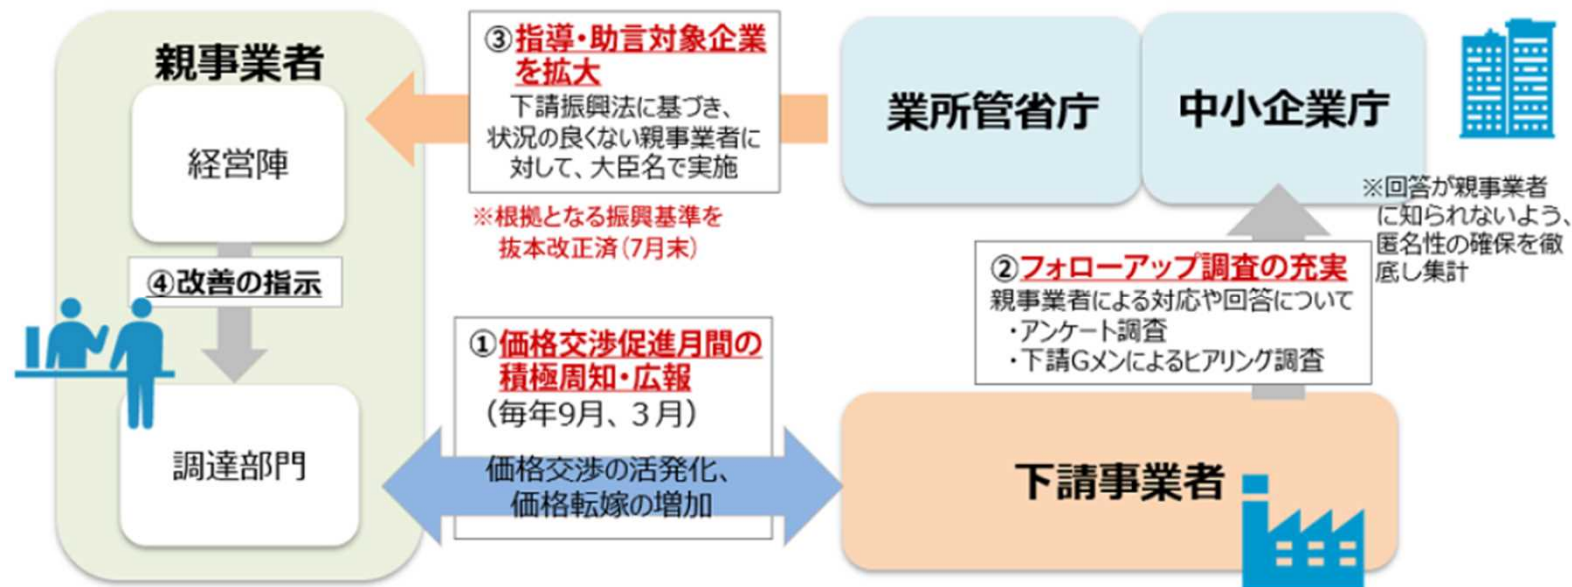 親事業者
経営陣
④改善の指示
調達部門
③指導・助言対象企業
を拡大
下請振興法に基づき、
状況の良くない親事業者に
対して、大臣名で実施
※根拠となる振興基準を
抜本改正済（7月末）
①価格交渉促進月間の
積極周知・広報
（毎年9月、３月）
価格交渉の活発化、
価格転嫁の増加
業所管省庁
中小企業庁
※回答が親事業者
に知られないよう、
匿名性の確保を徹
底し集計
②フォローアップ調査の充実
親事業者による対応や回答について
・アンケート調査
・下請Gメンによるヒアリング調査
下請事業者